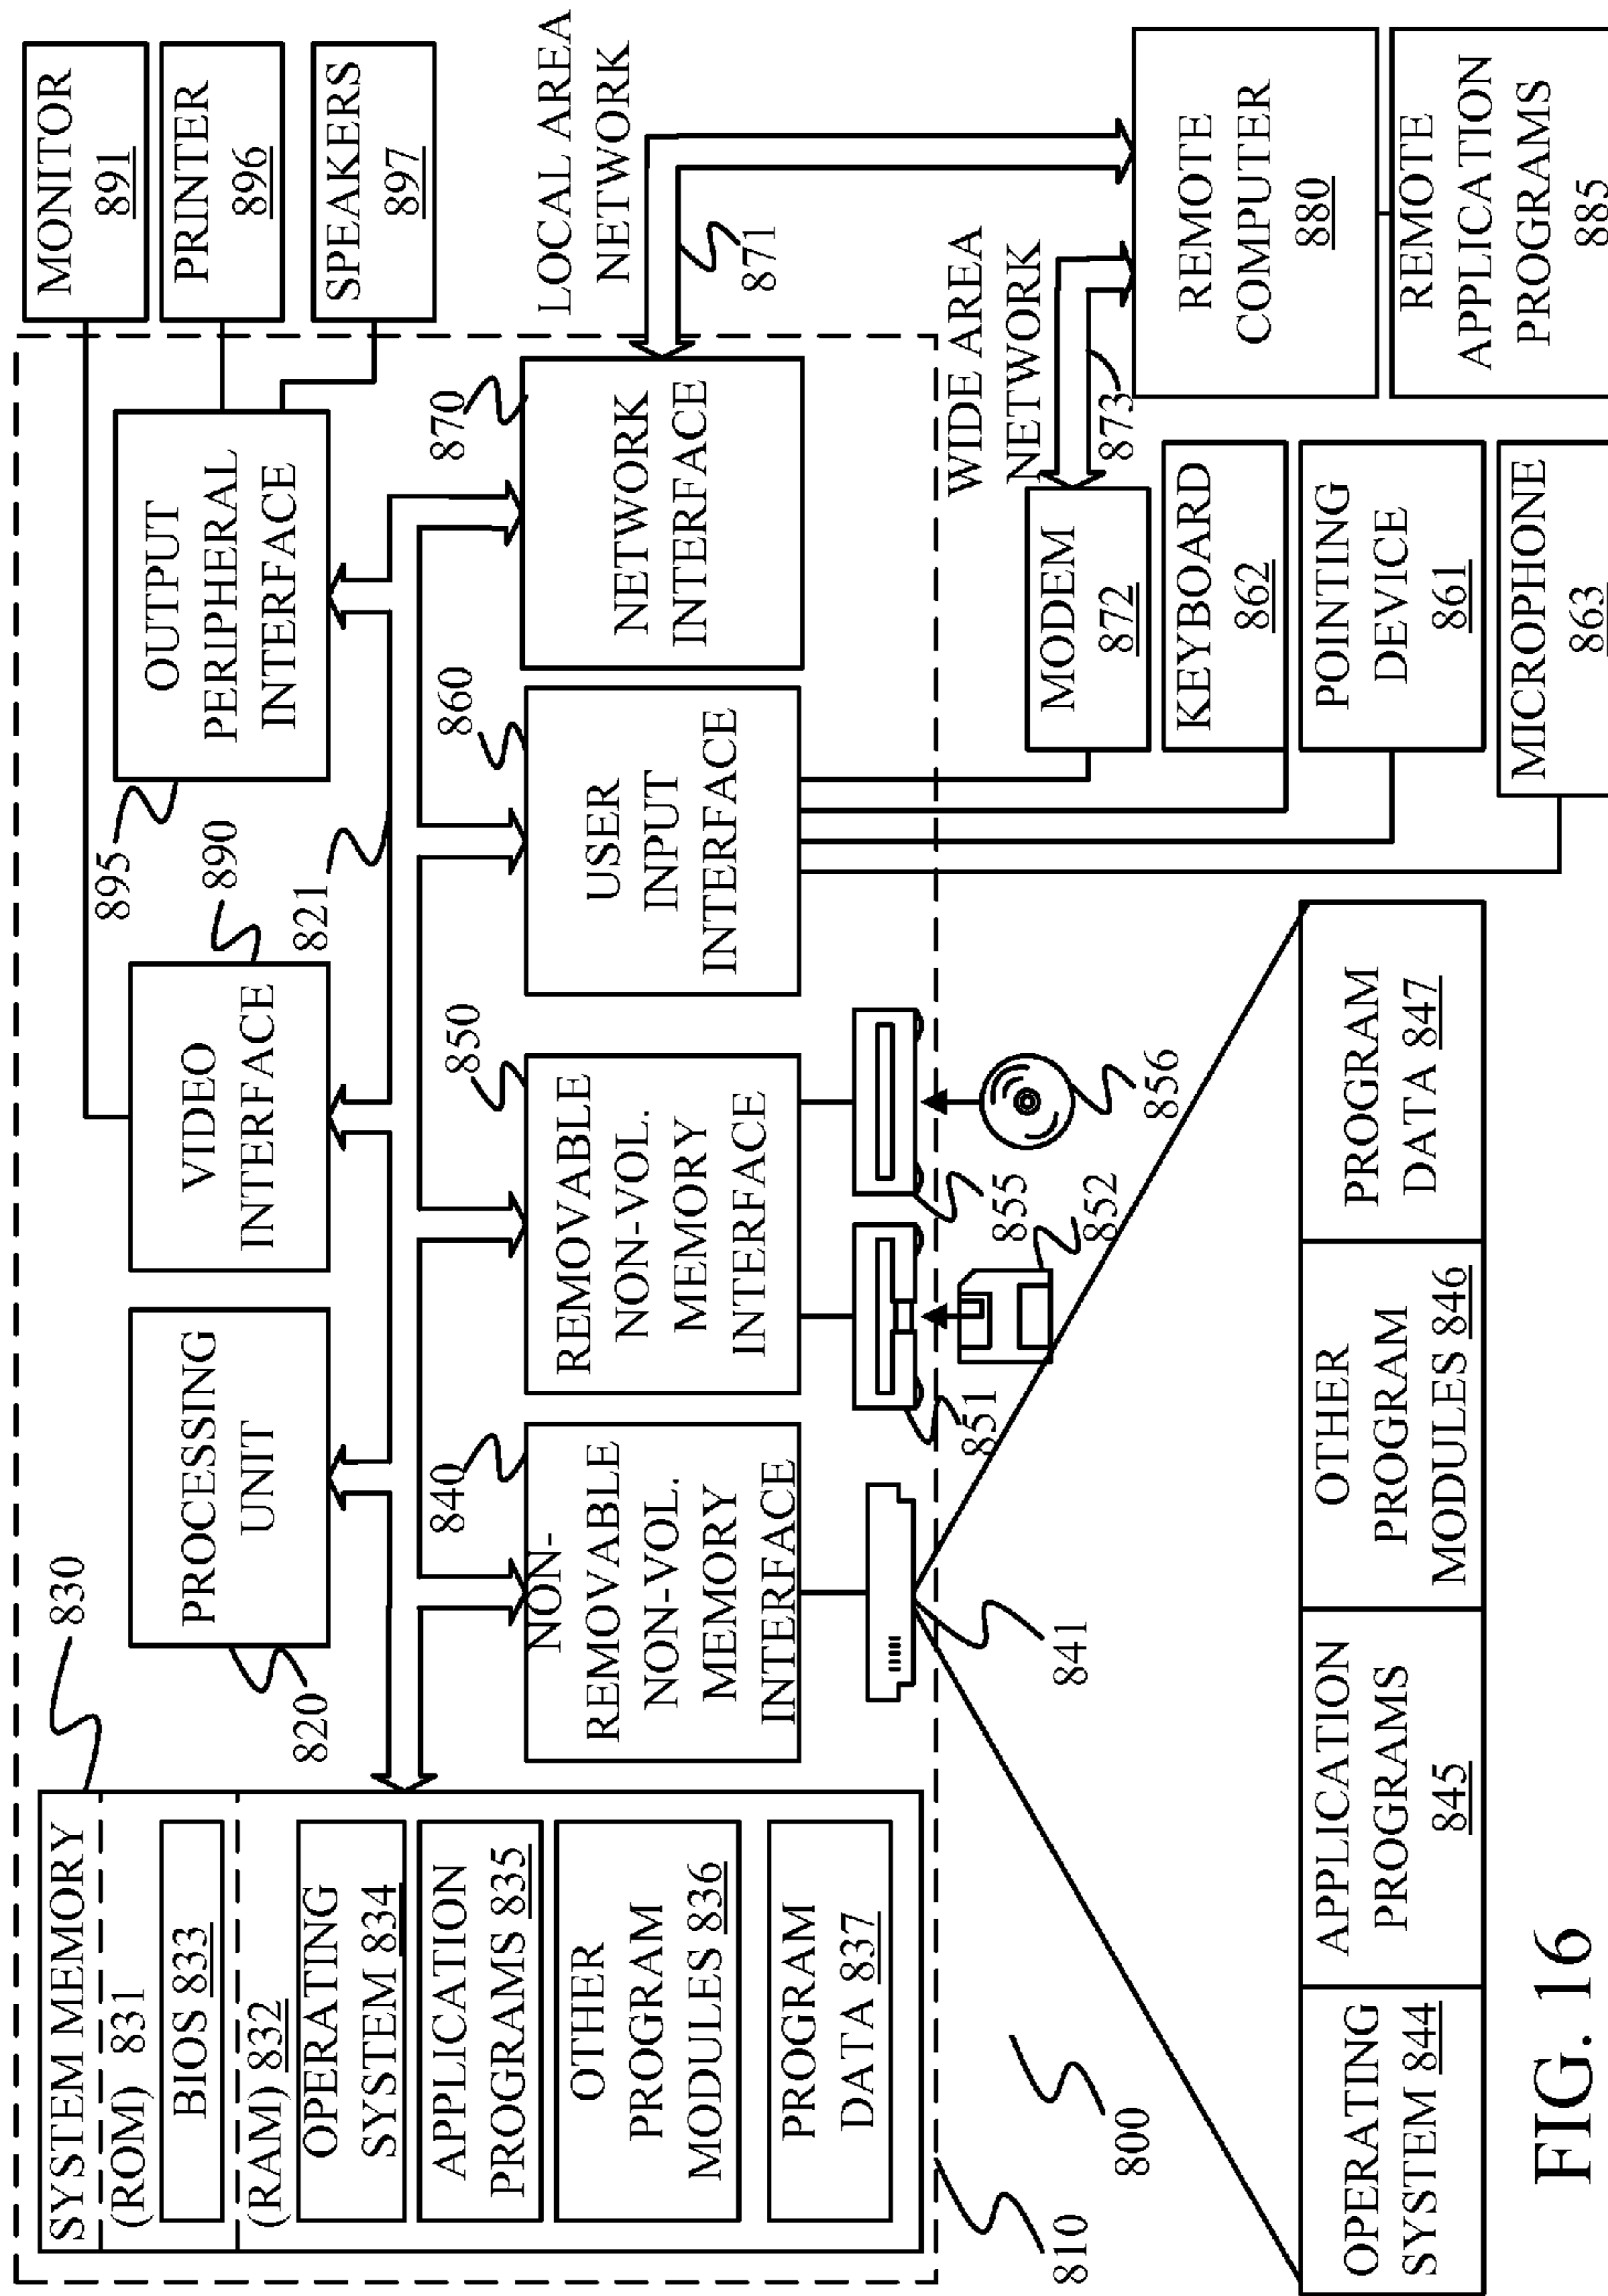 SYSTEM MEMORY
(ROM) 831
BIOS 833
(RAM) 832
OPERATING
SYSTEM 834
APPLICATION
PROGRAMS 835
OTHER
PROGRAM
MODULES 836
PROGRAM
DATA 837
830
820
PROCESSING
UNIT
VIDEO
INTERFACE
890
821
895
OUTPUT
PERIPHERAL
INTERFACE
MONITOR
891
PRINTER
896
SPEAKERS
897
840
NON-
REMOVABLE
NON-VOL.
MEMORY
INTERFACE
850
REMOVABLE
NON-VOL.
MEMORY
INTERFACE
860
USER
INPUT
INTERFACE
870
NETWORK
INTERFACE
LOCAL AREA
NETWORK
871
810
800
841
851
855
852
856
WIDE AREA
NETWORK
873
MODEM
872
KEYBOARD
862
POINTING
DEVICE
861
MICROPHONE
863
REMOTE
COMPUTER
880
REMOTE
APPLICATION
PROGRAMS
885
OPERATING
SYSTEM 844
APPLICATION
PROGRAMS
845
OTHER
PROGRAM
MODULES 846
PROGRAM
DATA 847
FIG. 16